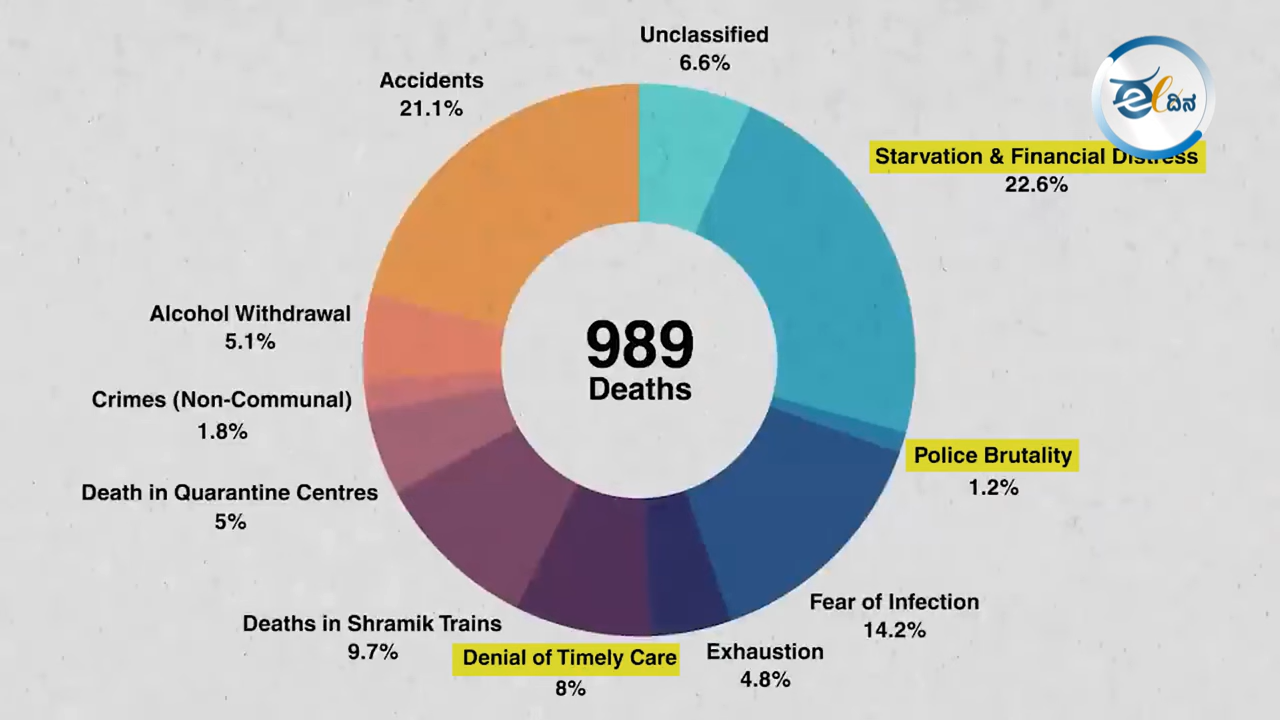 Unclassified
6.6%
Accidents
21.1%
ಈ ದಿನ
Starvation & Financial Distress
22.6%
989
Deaths
Alcohol Withdrawal
5.1%
Crimes (Non-Communal)
1.8%
Police Brutality
1.2%
Death in Quarantine Centres
5%
Fear of Infection
14.2%
Deaths in Shramik Trains
9.7%
Denial of Timely Care
8%
Exhaustion
4.8%